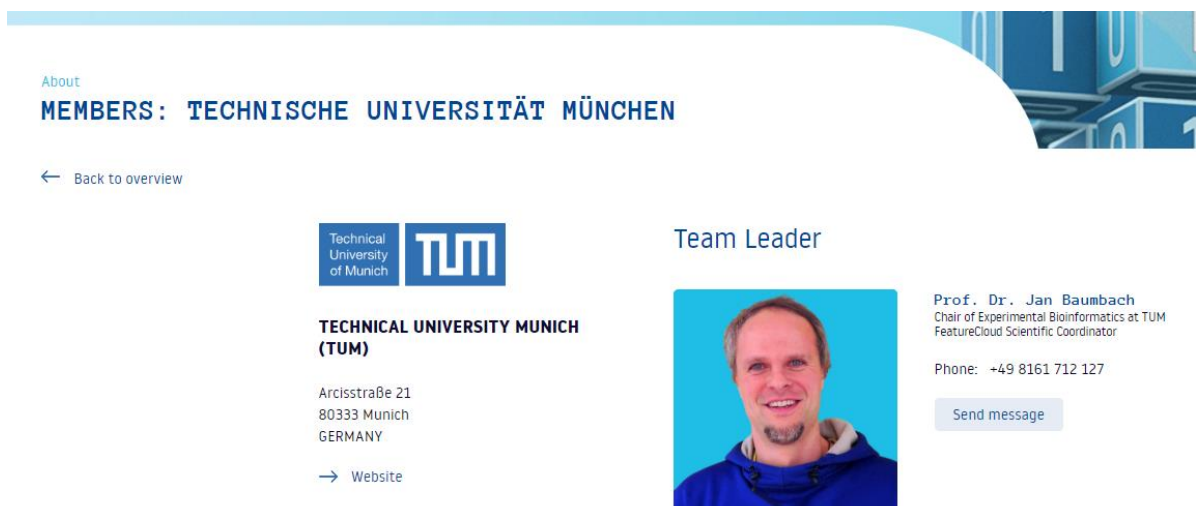 About
MEMBERS: TECHNISCHE UNIVERSITÄT MÜNCHEN
← Back to overview
Technical
University
of Munich
TUM
TECHNICAL UNIVERSITY MUNICH
(TUM)
Arcisstraße 21
80333 Munich
GERMANY
→ Website
Team Leader
Prof. Dr. Jan Baumbach
Chair of Experimental Bioinformatics at TUM
FeatureCloud Scientific Coordinator
Phone: +49 8161 712 127
Send message